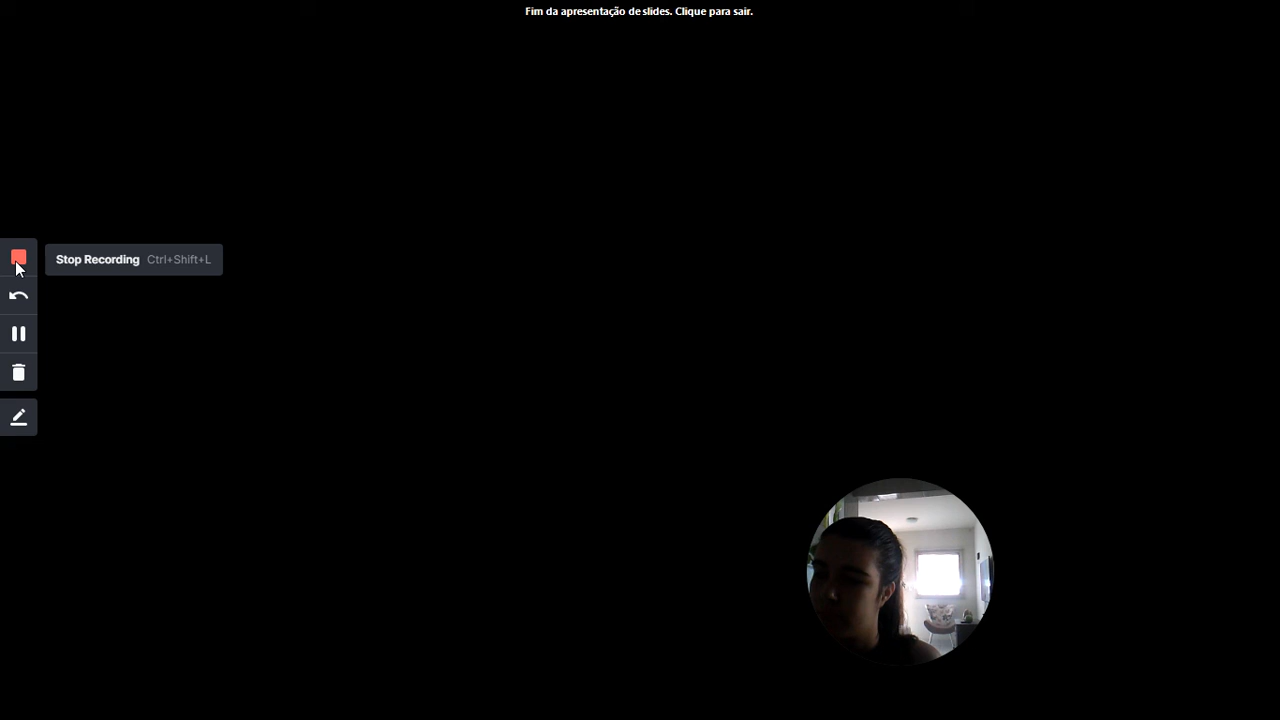 Fim da apresentação de slides. Clique para sair.
Stop Recording Ctrl+Shift+L